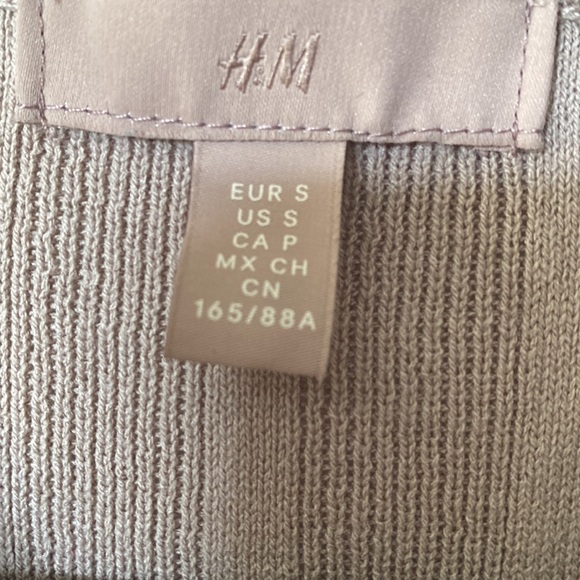 H&M
EUR S
US S
CA P
MX CH
CN
165/88A